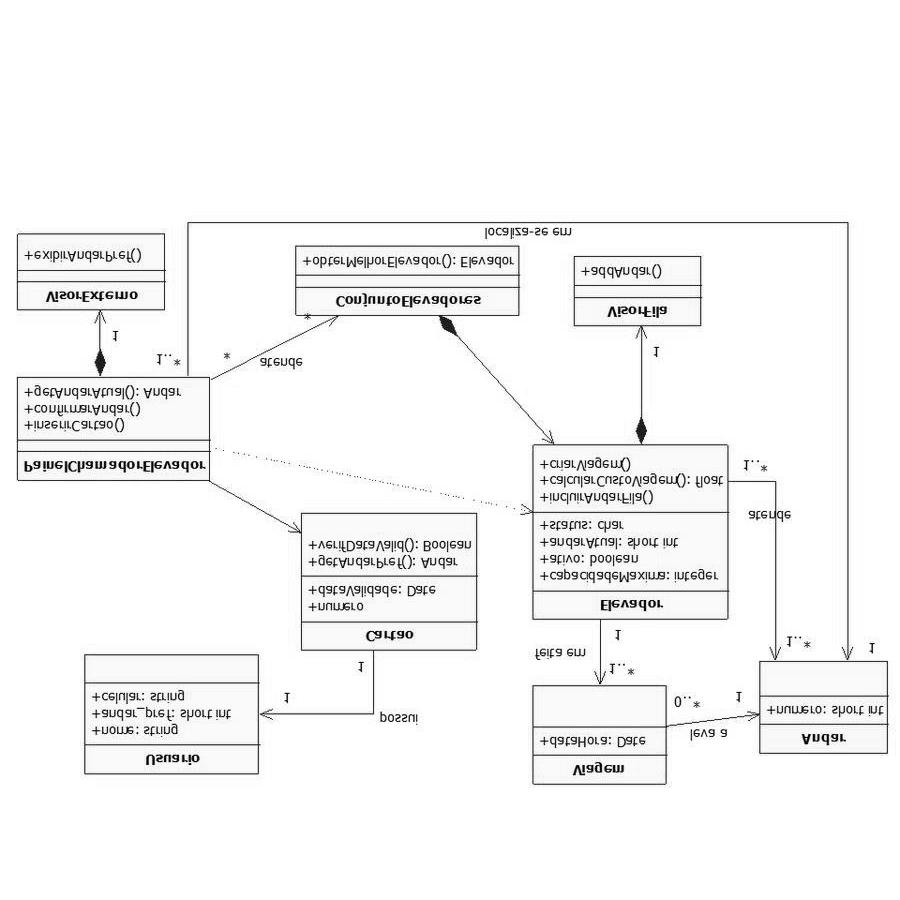 Usuario
+nome: string
+andar_pref: short int
+celular: string
possui
1
1
Viagem
+dataHora: Date
leva a
0..*
1
Andar
+numero: short int
feita em
1..*
1
1..*
1
Cartao
+numero
+dataValidade: Date
+getAndarPref(): Andar
+verifDataValid(): Boolean
Elevador
+capacidadeMaxima: integer
+ativo: boolean
+andarAtual: short int
+status: char
+incluirAndarFila()
+calcularCustoViagem(): float
+criarViagem()
atende
1..*
PainelChamadorElevador
+inserirCartao()
+confirmarAndar()
+getAndarAtual(): Andar
1..*
*
atende
*
1
1
VisorExterno
+exibirAndarPref()
ConjuntoElevadores
+obterMelhorElevador(): Elevador
VisorFila
+addAndar()
localiza-se em